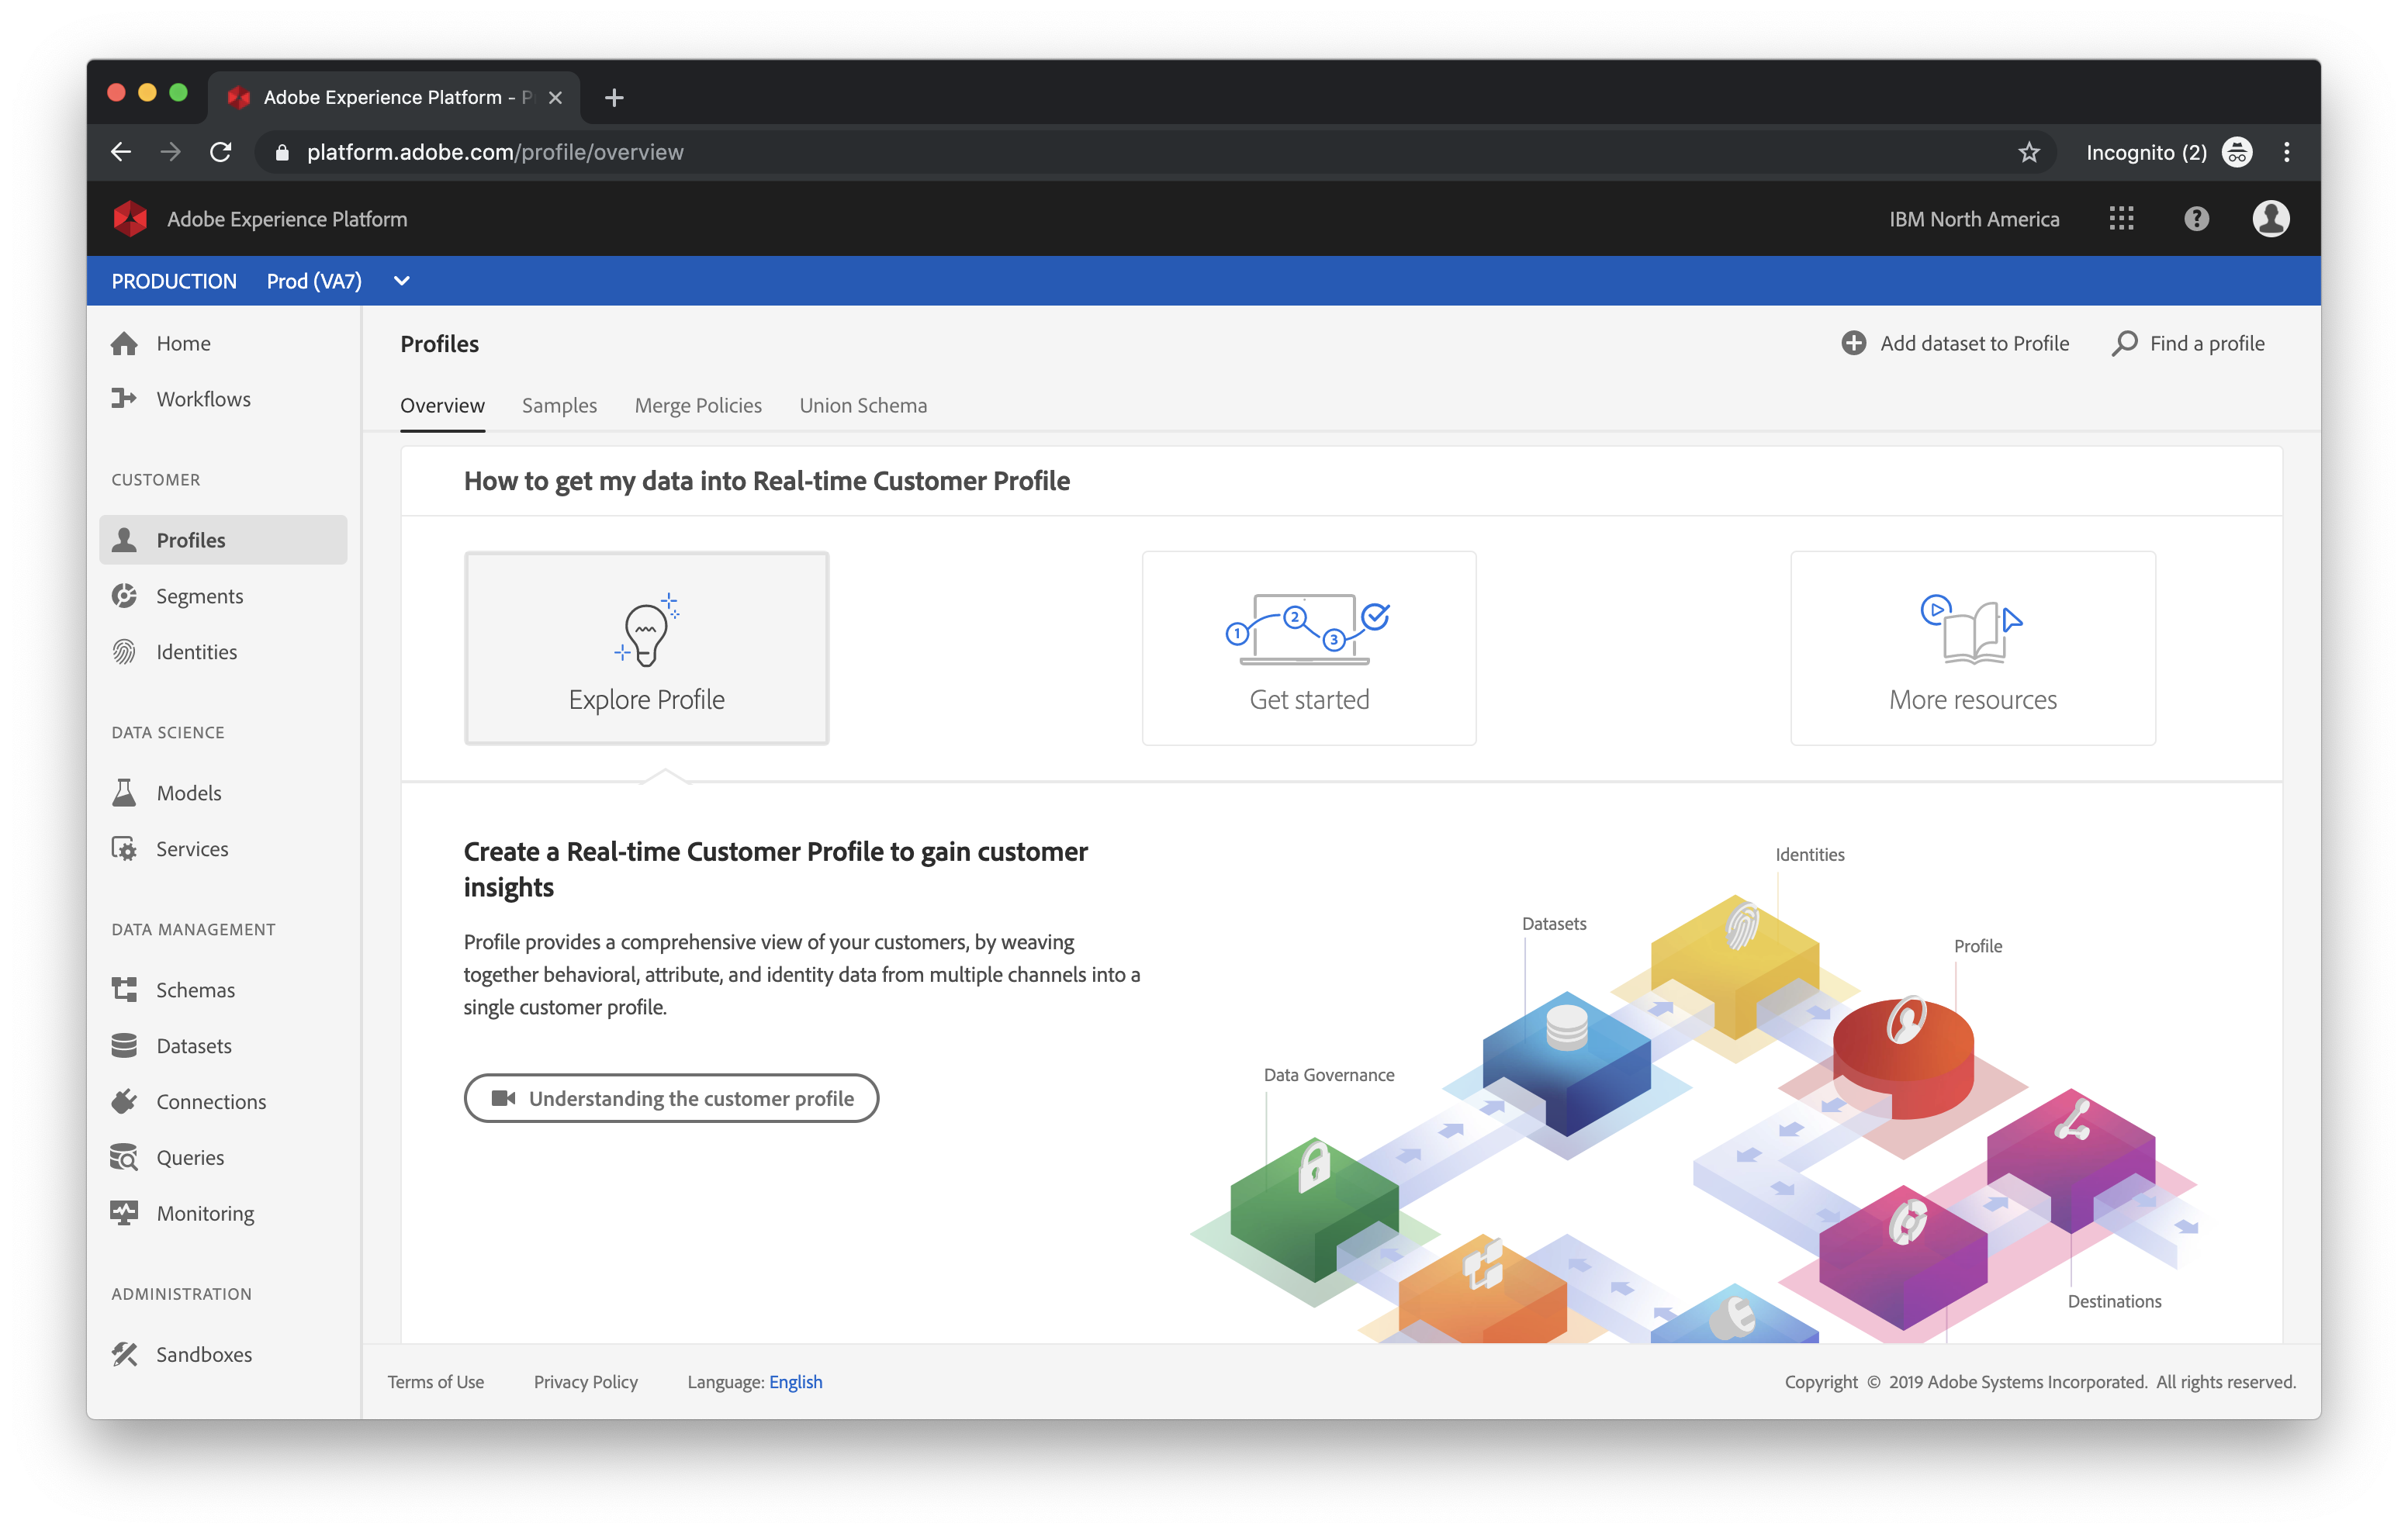 Adobe Experience Platform - P
platform.adobe.com/profile/overview
Incognito (2)
Adobe Experience Platform
IBM North America
PRODUCTION Prod (VA7)
Home
Workflows
CUSTOMER
Profiles
Segments
Identities
DATA SCIENCE
Models
Services
DATA MANAGEMENT
Schemas
Datasets
Connections
Queries
Monitoring
ADMINISTRATION
Sandboxes
Profiles
Add dataset to Profile
Find a profile
Overview Samples Merge Policies Union Schema
How to get my data into Real-time Customer Profile
Explore Profile
1 2 3
Get started
More resources
Create a Real-time Customer Profile to gain customer
insights
Profile provides a comprehensive view of your customers, by weaving
together behavioral, attribute, and identity data from multiple channels into a
single customer profile.
Understanding the customer profile
Identities
Datasets
Profile
Data Governance
Destinations
Terms of Use Privacy Policy Language: English
Copyright © 2019 Adobe Systems Incorporated. All rights reserved.